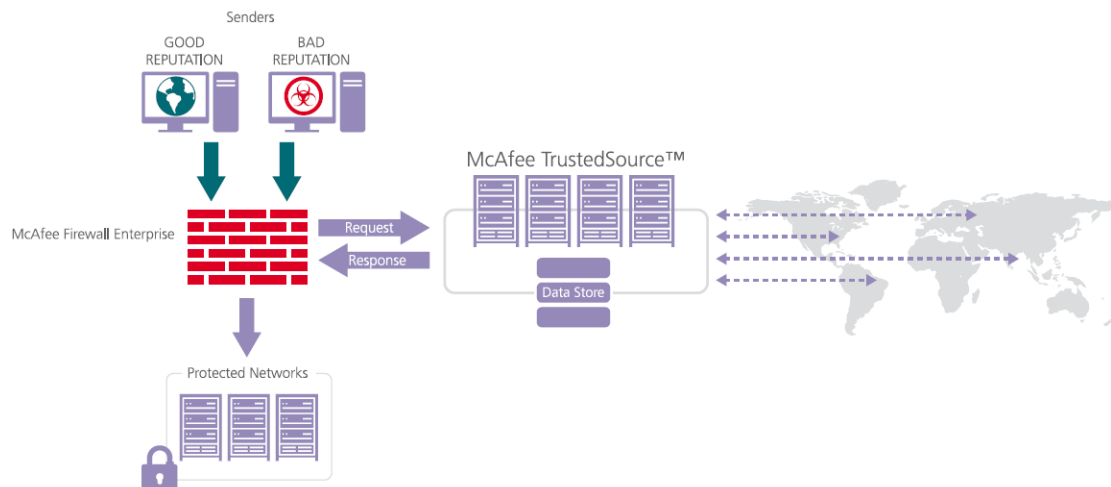 Senders
GOOD
REPUTATION
BAD
REPUTATION
McAfee TrustedSource™
McAfee Firewall Enterprise
Request
Response
Data Store
Protected Networks